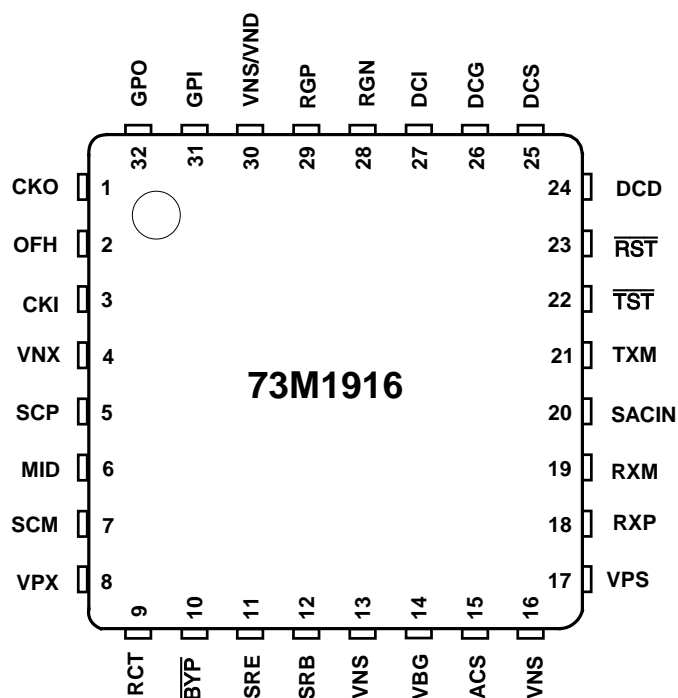 GPO
GPI
VNS/VND
RGP
RGN
DCI
DCG
DCS
32
31
30
29
28
27
26
25
CKO 1
OFH 2
CKI 3
VNX 4
SCP 5
MID 6
SCM 7
VPX 8
73M1916
24 DCD
23 R̅S̅T̅
22 T̅S̅T̅
21 TXM
20 SACIN
19 RXM
18 RXP
17 VPS
9
10
11
12
13
14
15
16
RCT
B̅Y̅P̅
SRE
SRB
VNS
VBG
ACS
VNS